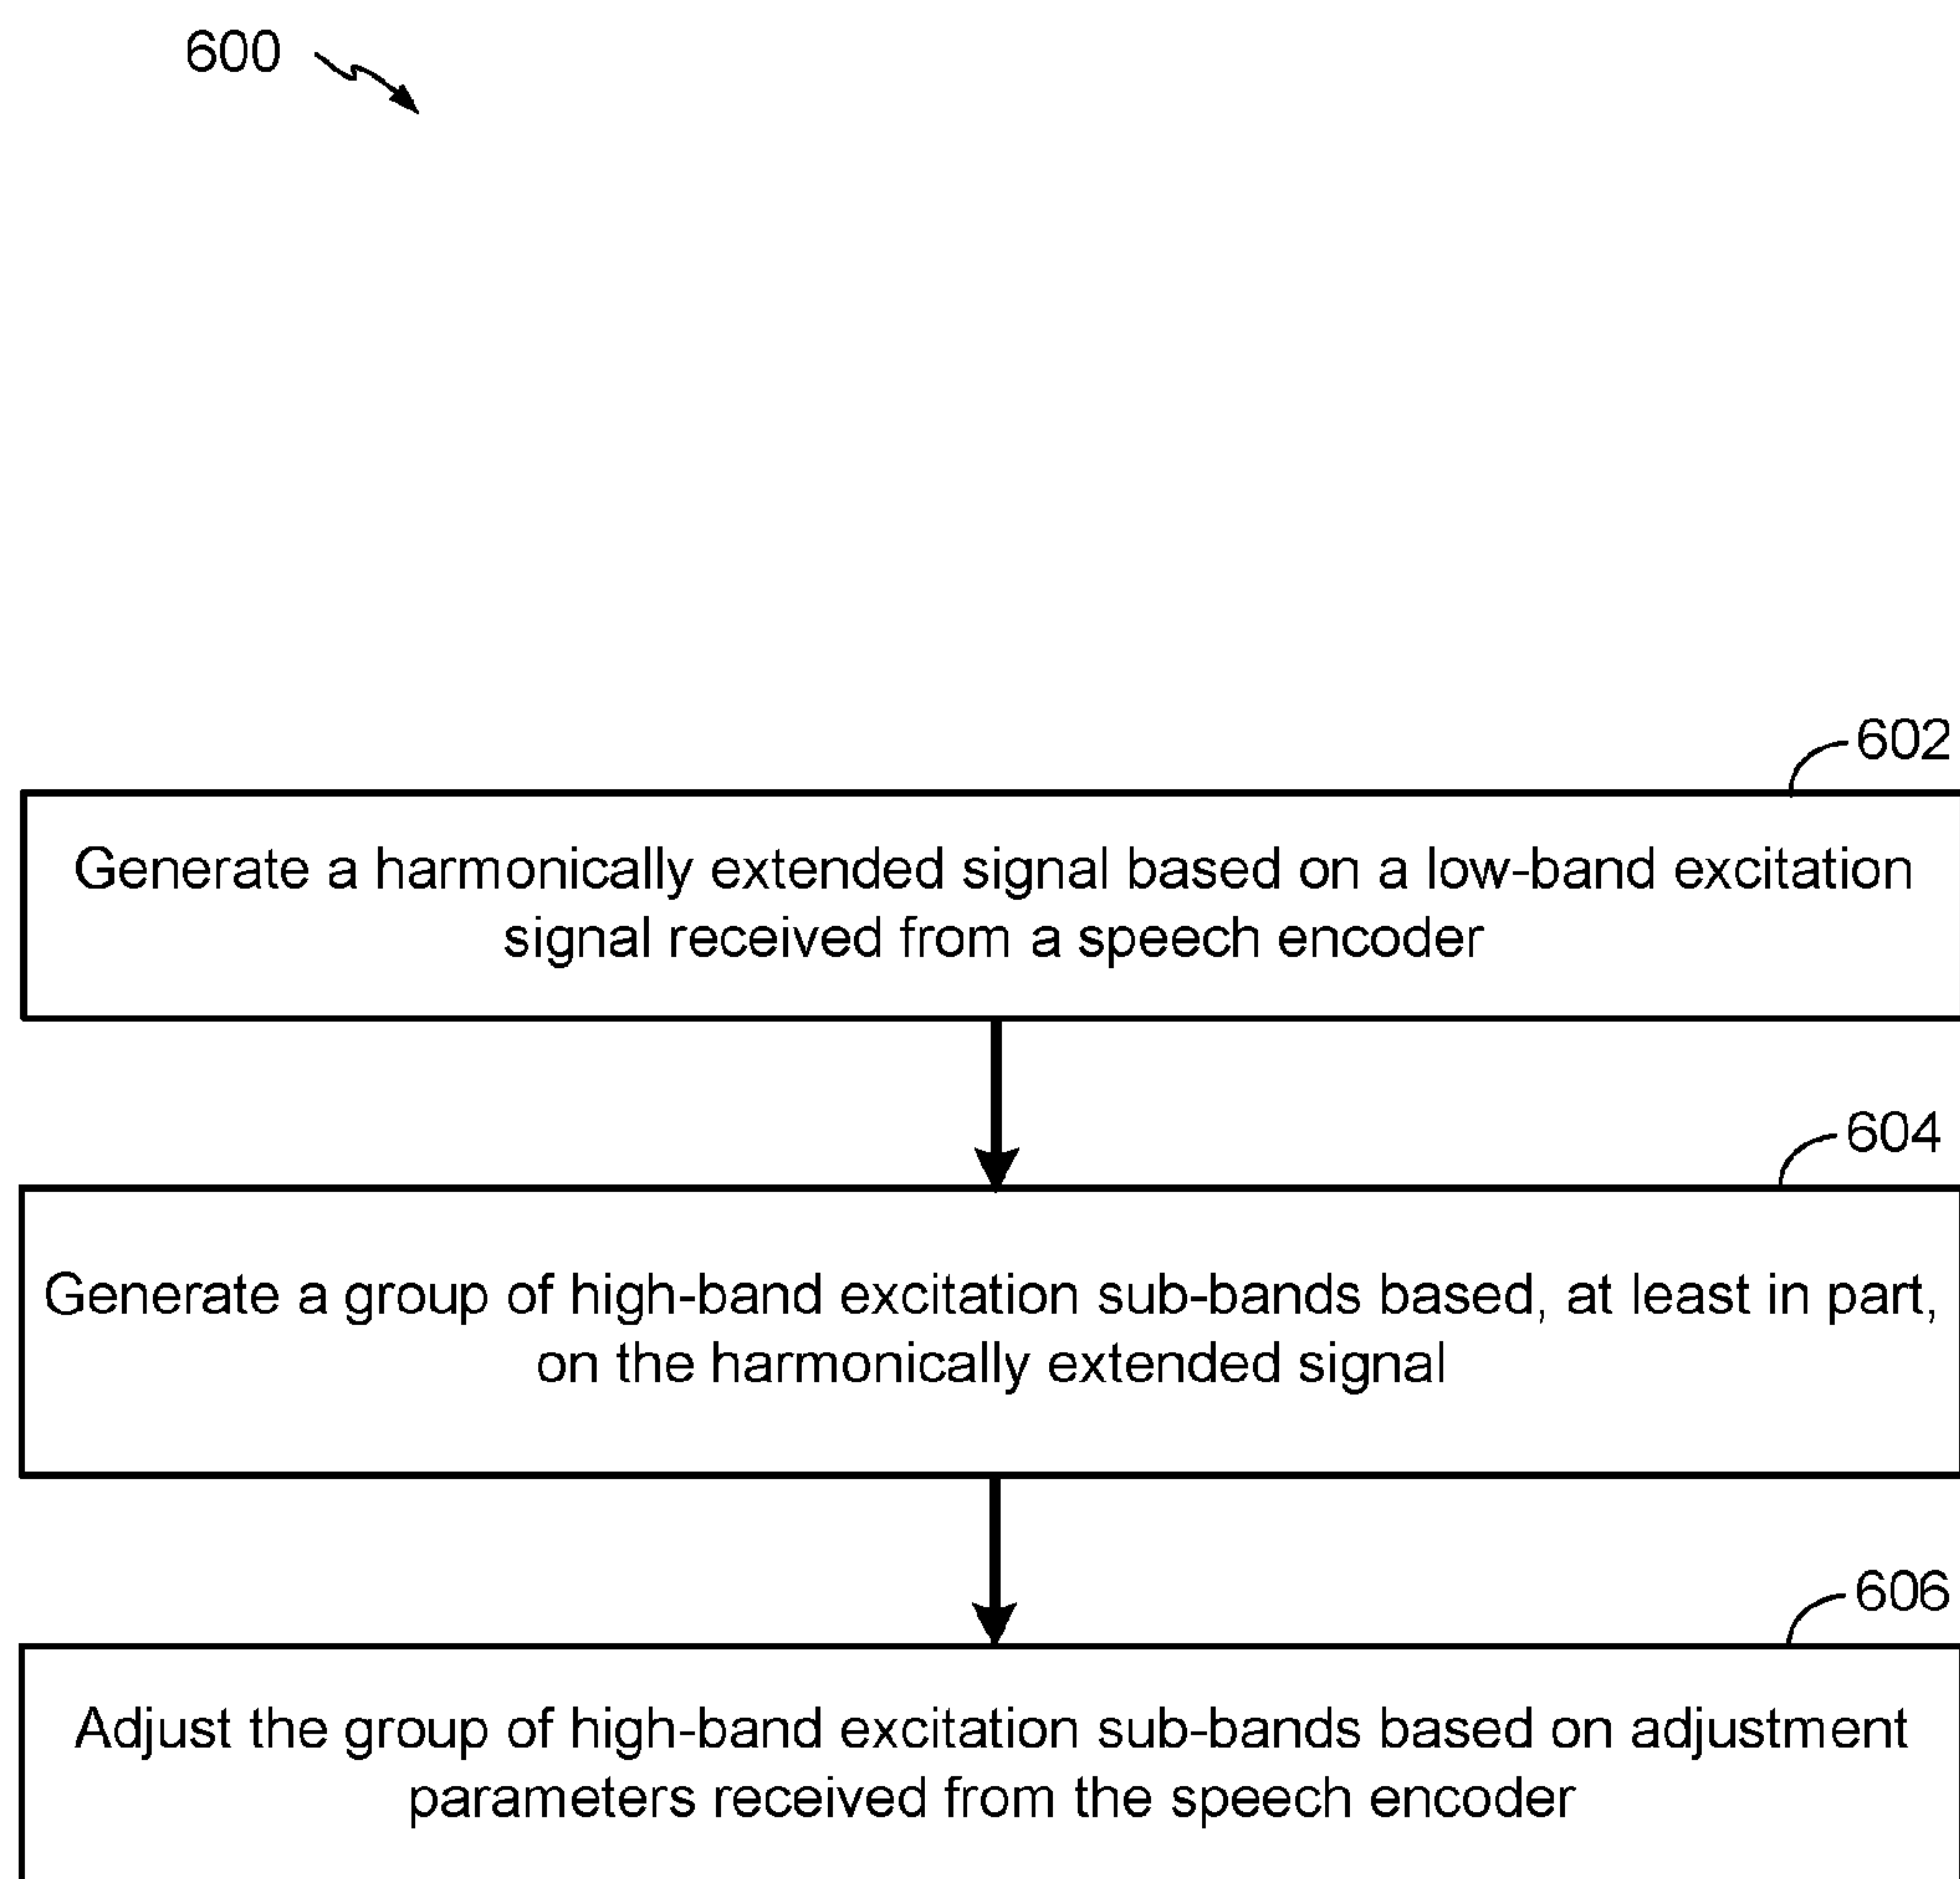 600
602
Generate a harmonically extended signal based on a low-band excitation
signal received from a speech encoder
604
Generate a group of high-band excitation sub-bands based, at least in part,
on the harmonically extended signal
606
Adjust the group of high-band excitation sub-bands based on adjustment
parameters received from the speech encoder